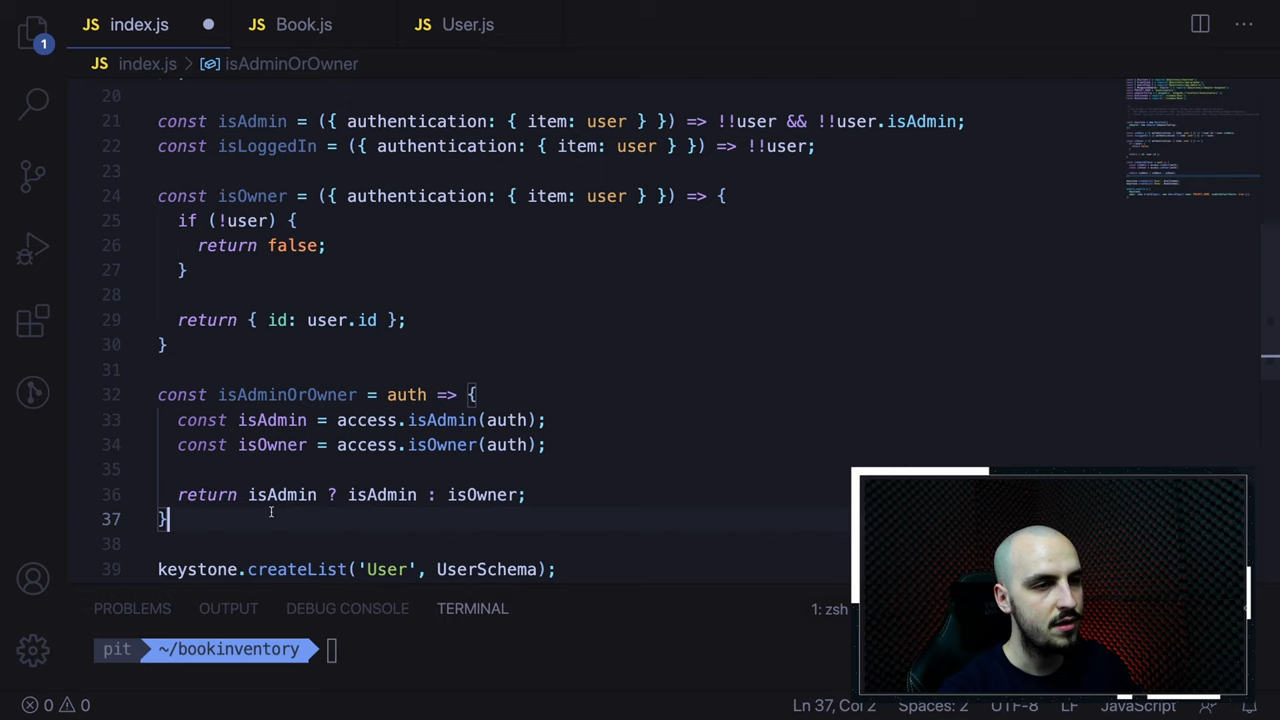 JS index.js
JS Book.js
JS User.js
1
JS index.js > isAdminOrOwner
20
21 const isAdmin = ({ authentication: { item: user } }) => !!user && !!user.isAdmin;
22 const isLoggedIn = ({ authentication: { item: user } }) => !!user;
23
24 const isOwner = ({ authentication: { item: user } }) => {
25 if (!user) {
26 return false;
27 }
28
29 return { id: user.id };
30 }
31
32 const isAdminOrOwner = auth => {
33 const isAdmin = access.isAdmin(auth);
34 const isOwner = access.isOwner(auth);
35
36 return isAdmin ? isAdmin : isOwner;
37 }
38
39 keystone.createList('User', UserSchema);
PROBLEMS OUTPUT DEBUG CONSOLE TERMINAL 1: zsh
pit ~/bookinventory
0 0 Ln 37, Col 2 Spaces: 2 UTF-8 LF JavaScript